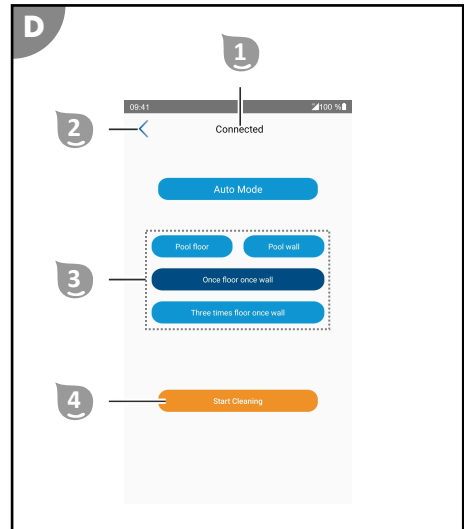 D
1
09:41 100 %
2
Connected
Auto Mode
Pool floor Pool wall
3
Once floor once wall
Three times floor once wall
4
Start Cleaning